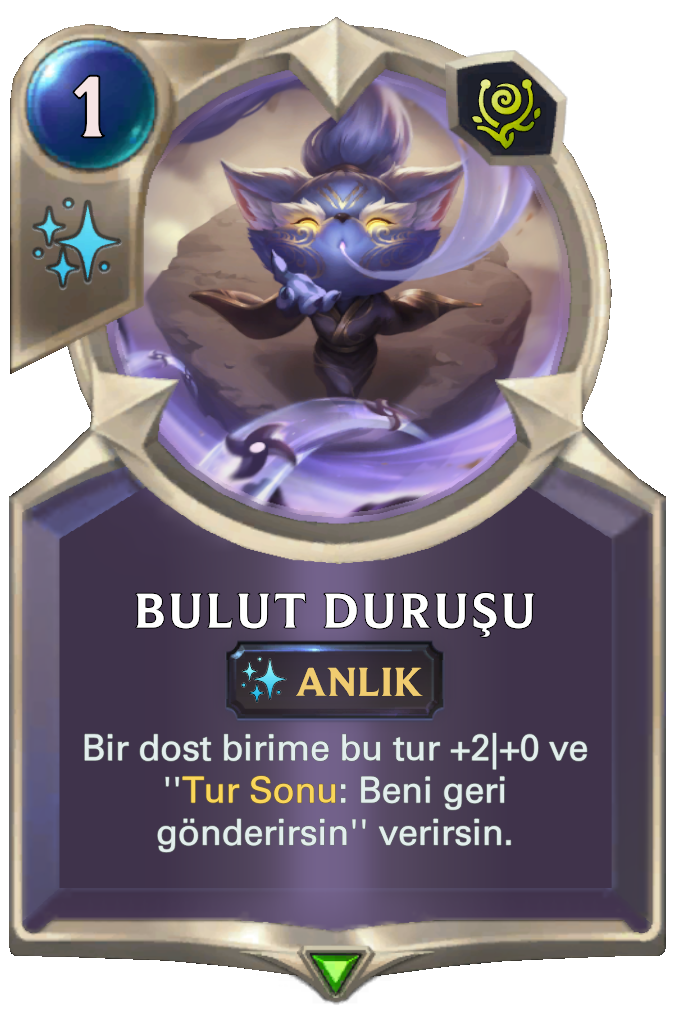 1
BULUT DURUŞU
ANLIK
Bir dost birime bu tur +2|+0 ve
''Tur Sonu: Beni geri
gönderirsin'' verirsin.